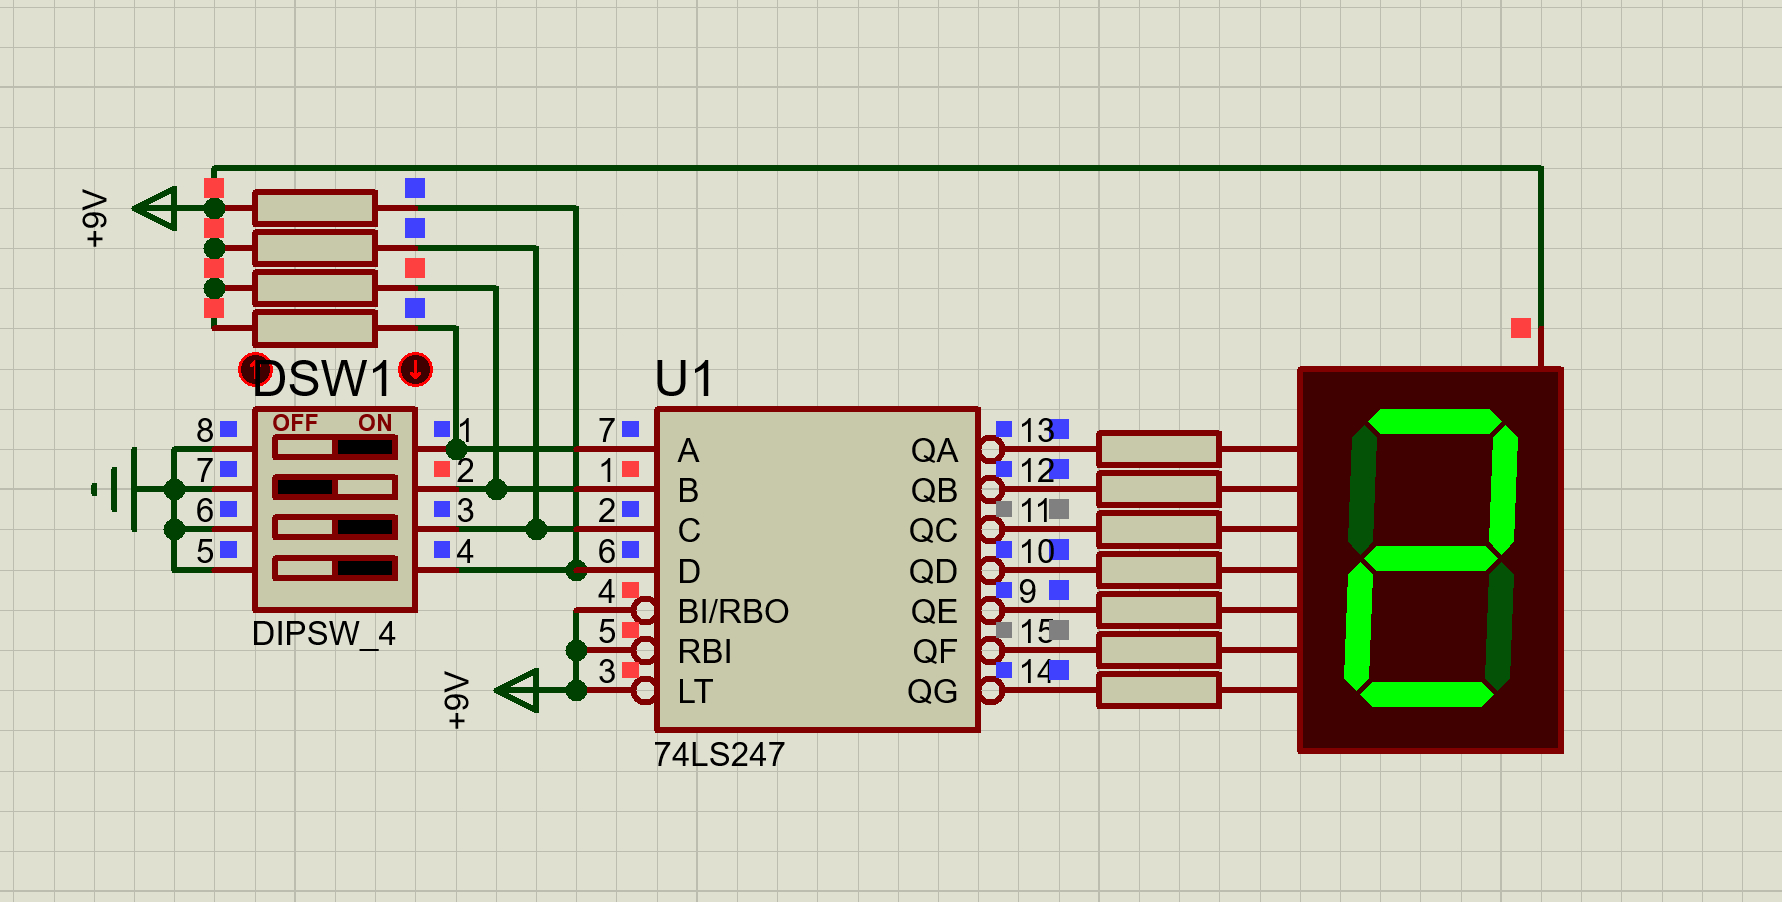 +9V
DSW1
OFF ON
8 1
7 2
6 3
5 4
DIPSW_4
U1
7 A QA 13
1 B QB 12
2 C QC 11
6 D QD 10
4 BI/RBO QE 9
5 RBI QF 15
3 LT QG 14
+9V
74LS247